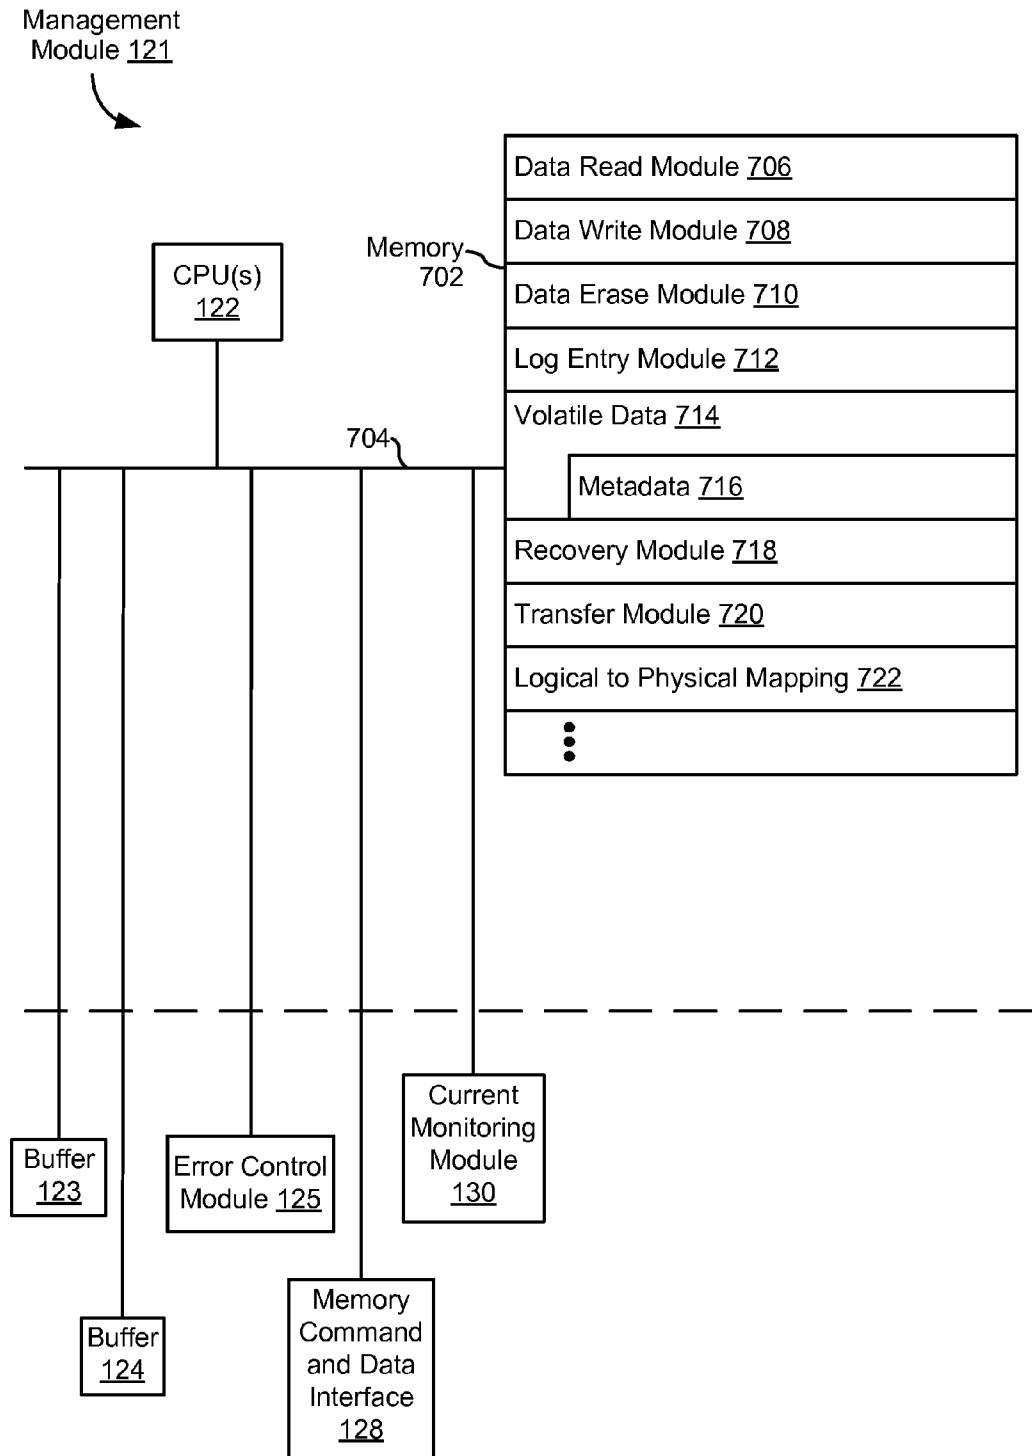 Management
Module 121
Data Read Module 706
Data Write Module 708
Memory
702
CPU(s)
122
Data Erase Module 710
Log Entry Module 712
Volatile Data 714
704
Metadata 716
Recovery Module 718
Transfer Module 720
Logical to Physical Mapping 722
Current
Monitoring
Module
130
Buffer
123
Error Control
Module 125
Memory
Command
and Data
Interface
128
Buffer
124